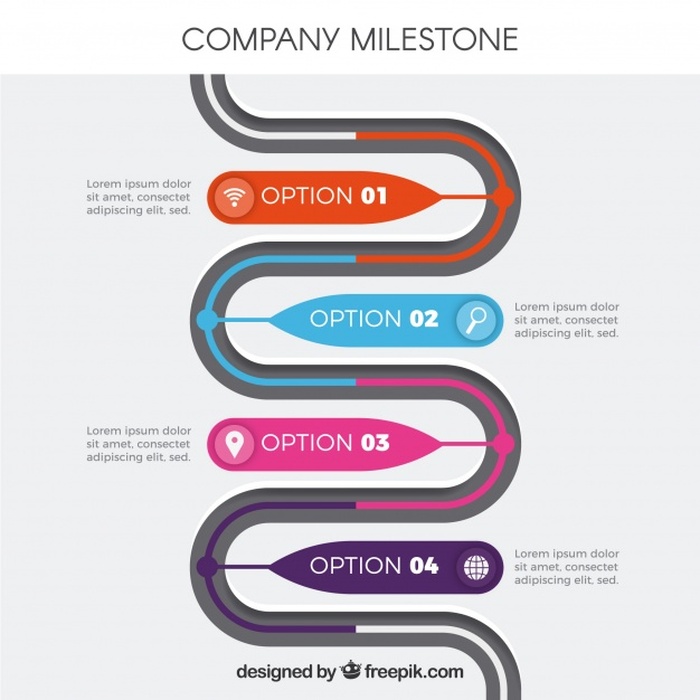 COMPANY MILESTONE
Lorem ipsum dolor
sit amet, consectet
adipiscing elit, sed.
OPTION 01
OPTION 02
Lorem ipsum dolor
sit amet, consectet
adipiscing elit, sed.
Lorem ipsum dolor
sit amet, consectet
adipiscing elit, sed.
OPTION 03
OPTION 04
Lorem ipsum dolor
sit amet, consectet
adipiscing elit, sed.
designed by freepik.com